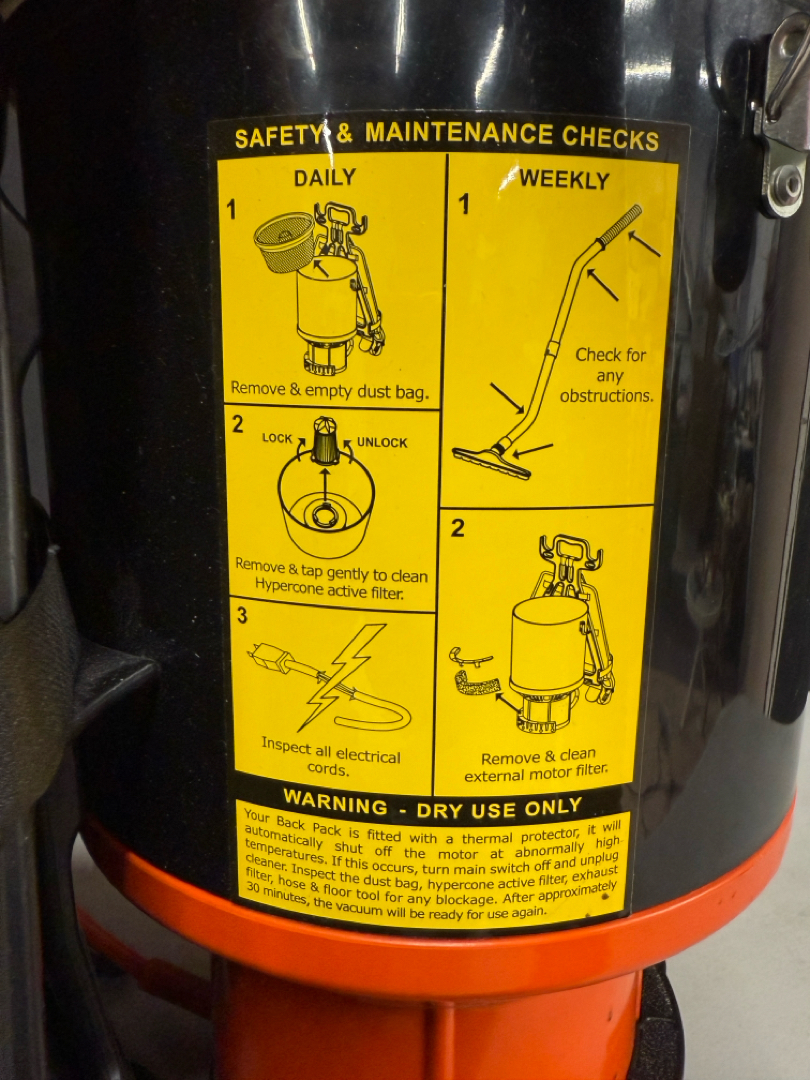 SAFETY & MAINTENANCE CHECKS
DAILY
1
Remove & empty dust bag.
2
LOCK
UNLOCK
Remove & tap gently to clean
Hypercone active filter.
3
Inspect all electrical
cords.
WEEKLY
1
Check for
any
obstructions.
2
Remove & clean
external motor filter.
WARNING - DRY USE ONLY
Your Back Pack is fitted with a thermal protector, it will
automatically shut off the motor at abnormally high
temperatures. If this occurs, turn main switch off and unplug
cleaner. Inspect the dust bag, hypercone active filter, exhaust
filter, hose & floor tool for any blockage. After approximately
30 minutes, the vacuum will be ready for use again.